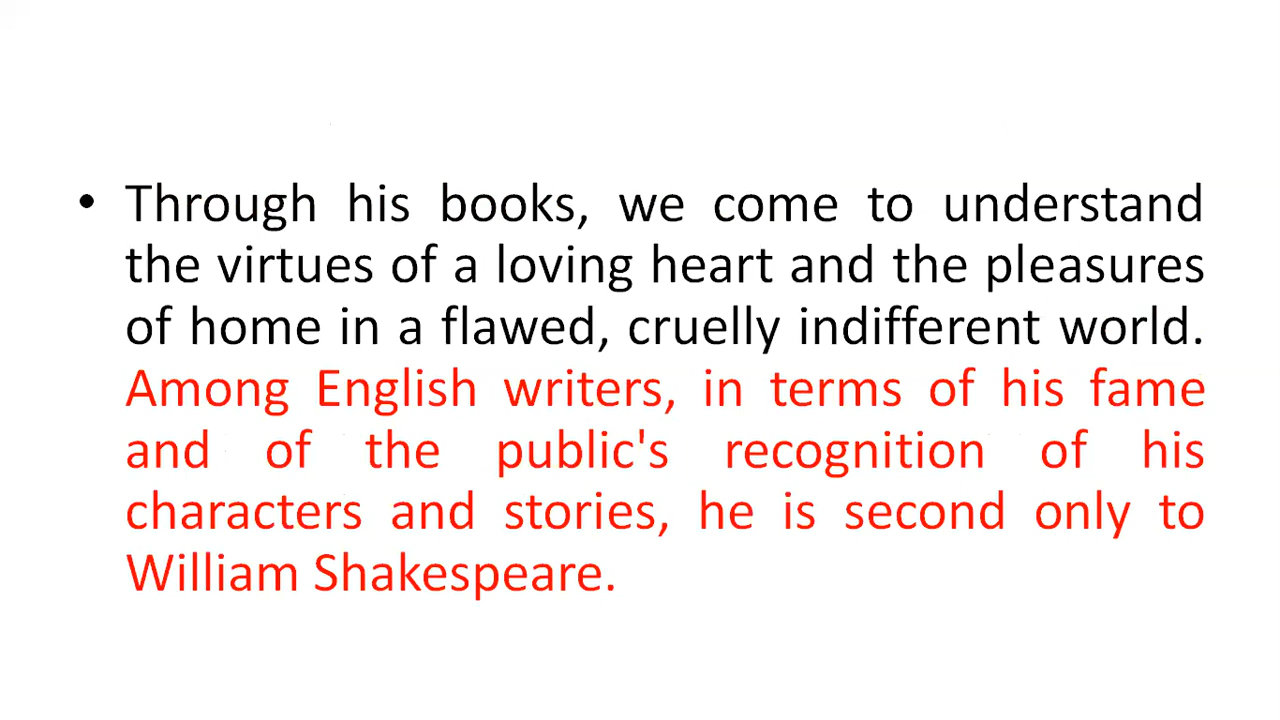 • Through his books, we come to understand
the virtues of a loving heart and the pleasures
of home in a flawed, cruelly indifferent world.
Among English writers, in terms of his fame
and of the public's recognition of his
characters and stories, he is second only to
William Shakespeare.